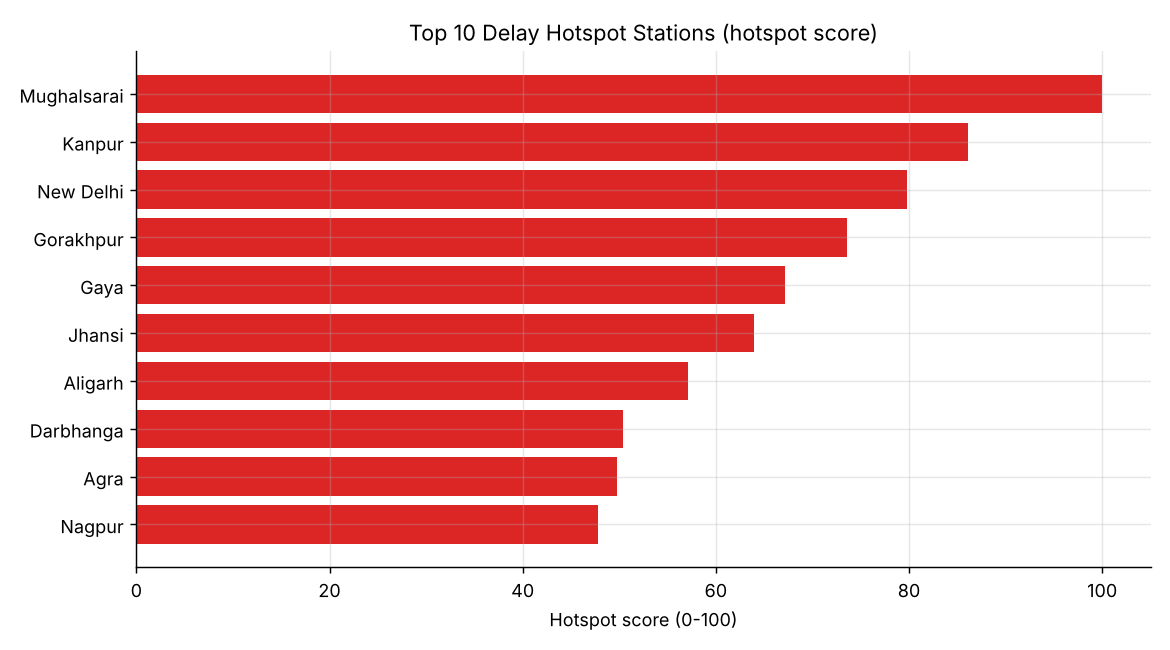 Top 10 Delay Hotspot Stations (hotspot score)
Mughalsarai
Kanpur
New Delhi
Gorakhpur
Gaya
Jhansi
Aligarh
Darbhanga
Agra
Nagpur
0 20 40 60 80 100
Hotspot score (0-100)